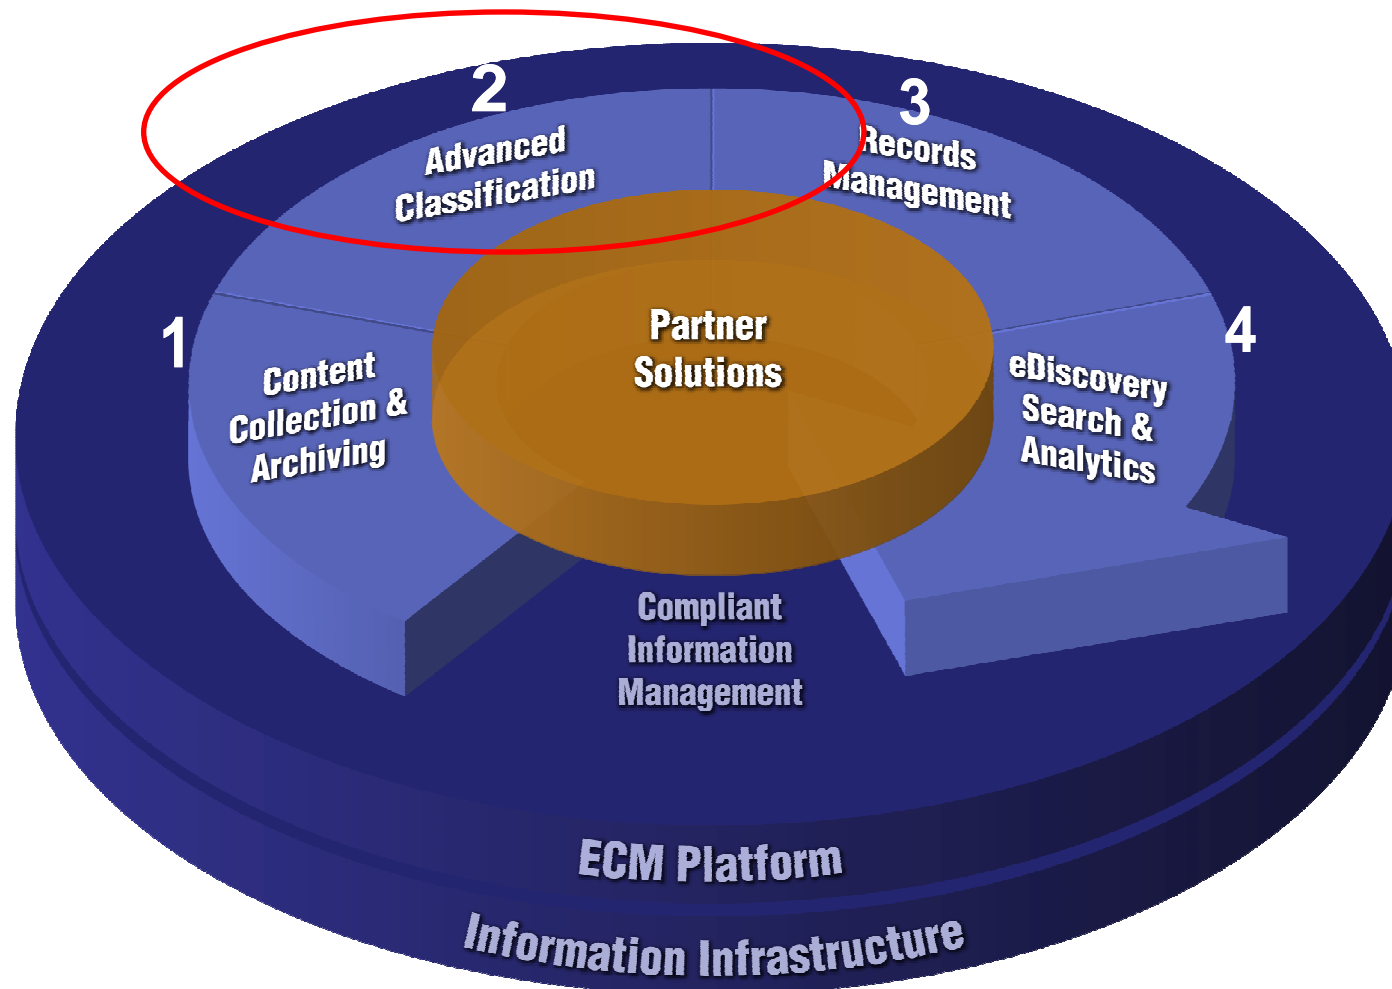 1
Content
Collection &
Archiving
2
Advanced
Classification
3
Records
Management
4
eDiscovery
Search &
Analytics
Partner
Solutions
Compliant
Information
Management
ECM Platform
Information Infrastructure